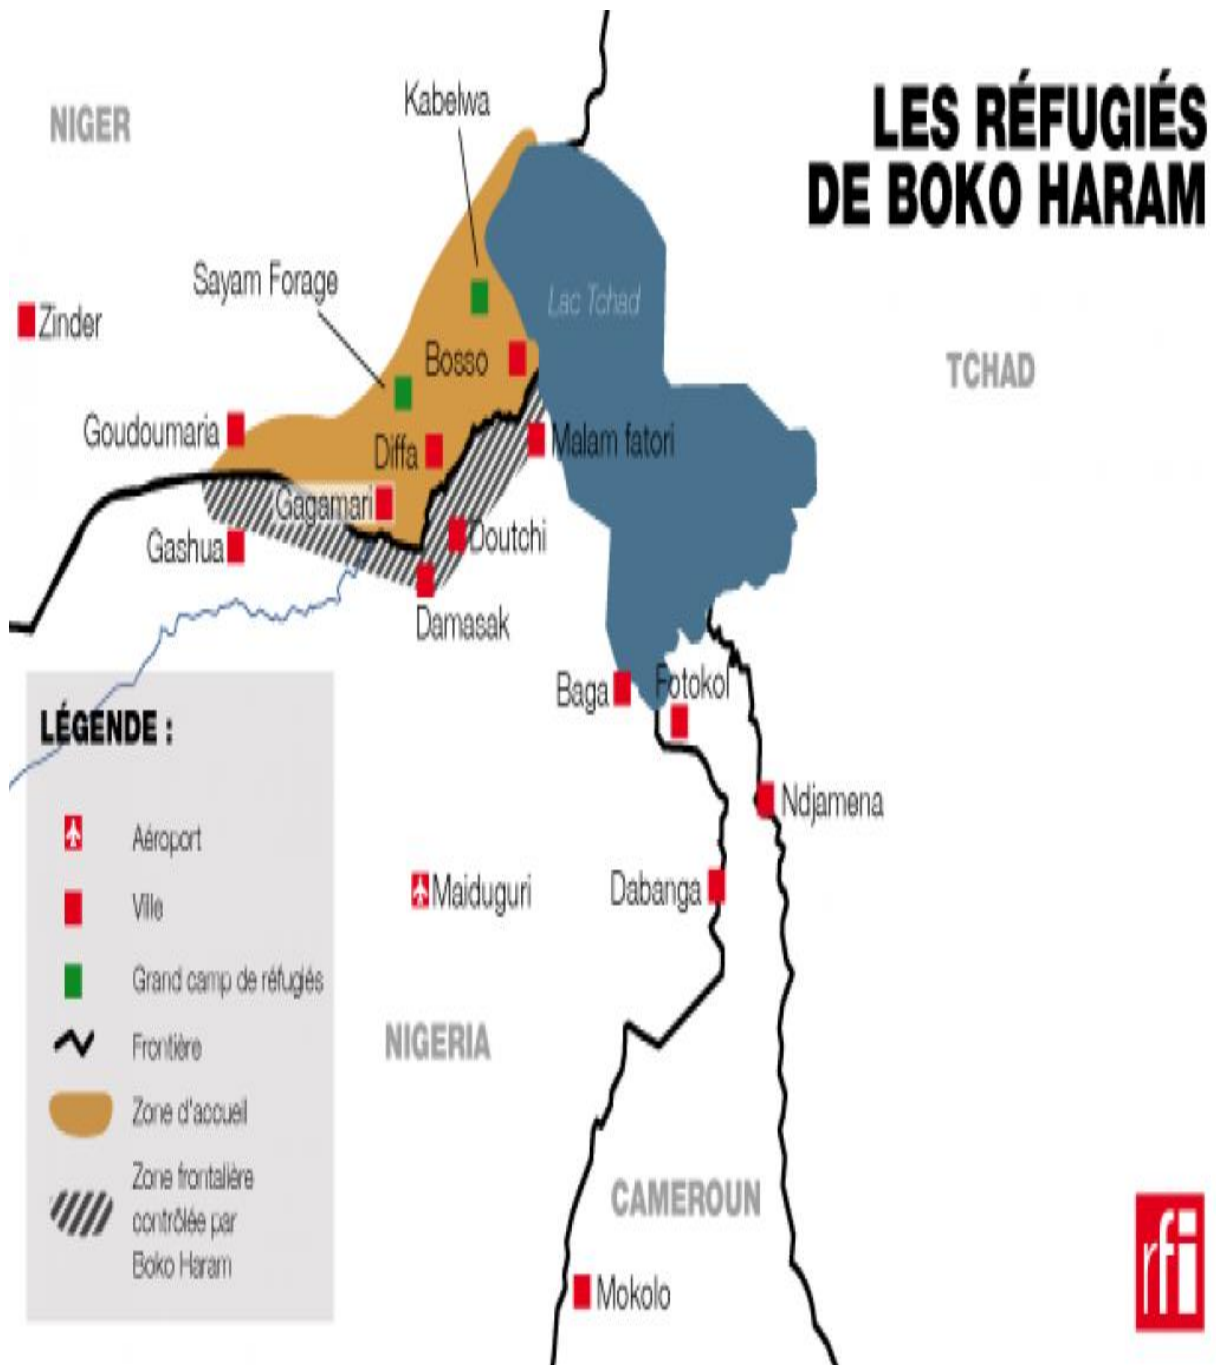 LES RÉFUGIÉS
DE BOKO HARAM
NIGER
Kabelwa
Sayam Forage
Lac Tchad
Zinder
Bosso
TCHAD
Goudoumaria
Diffa
Malam fatori
Gagamari
Gashua
Doutchi
Damasak
Baga
Fotokol
Ndjamena
Maiduguri
Dabanga
NIGERIA
CAMEROUN
Mokolo
LÉGENDE :
Aéroport
Ville
Grand camp de réfugiés
Frontière
Zone d'accueil
Zone frontalière
contrôlée par
Boko Haram
rfi